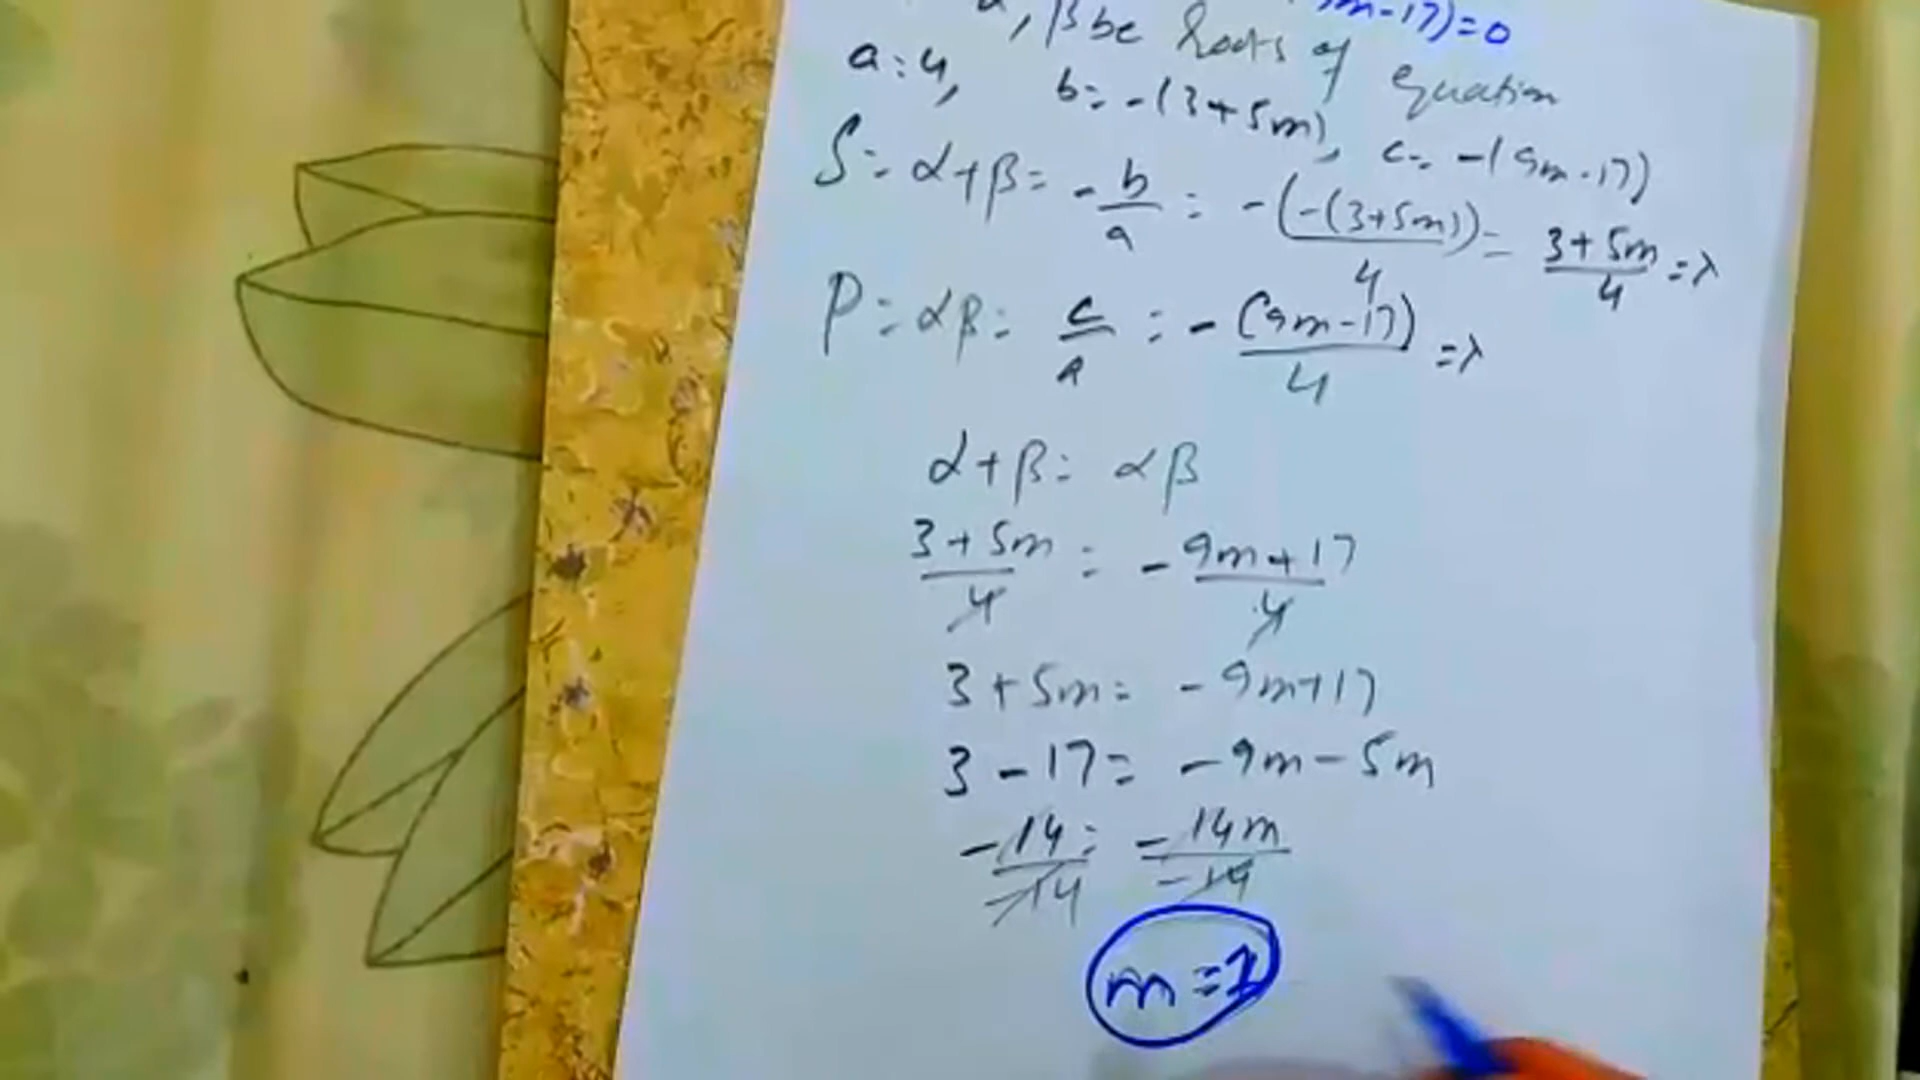 m-17)=0
α, β be Roots of equation
a=4, b= -(3+5m), c= -(9m-17)
S= α+β= -b/a = -(-(3+5m))/4 = 3+5m/4 =λ
P= αβ= c/a = -(9m-17)/4 =λ
α+β= αβ
3+5m/4 = -9m+17/4
3+5m= -9m+17
3-17= -9m-5m
-14/-14 = -14m/-14
m=1